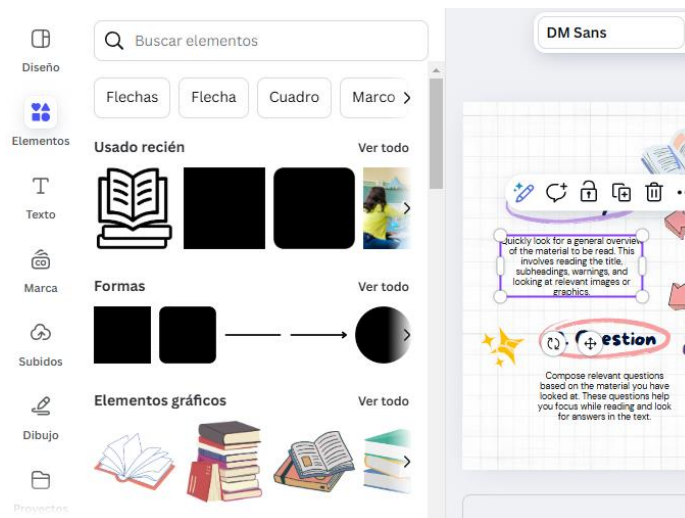 Diseño
Elementos
Texto
Marca
Subidos
Dibujo
Proyectos
Buscar elementos
Flechas
Flecha
Cuadro
Marco
Usado recién
Ver todo
Formas
Ver todo
Elementos gráficos
Ver todo
DM Sans
Quickly look for a general overview
of the material to be read. This
involves reading the title,
subheadings, warnings, and
looking at relevant images or
graphics.
estion
Compose relevant questions
based on the material you have
looked at. These questions help
you focus while reading and look
for answers in the text.